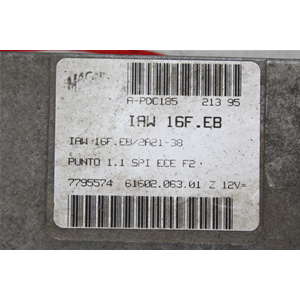 MAGNE
M
A-PDC185 213 95
IAW 16F.EB
IAW 16F.EB/2A21-38
PUNTO 1.1 SPI ECE F2
7795574 61602.063.01 Z 12V=